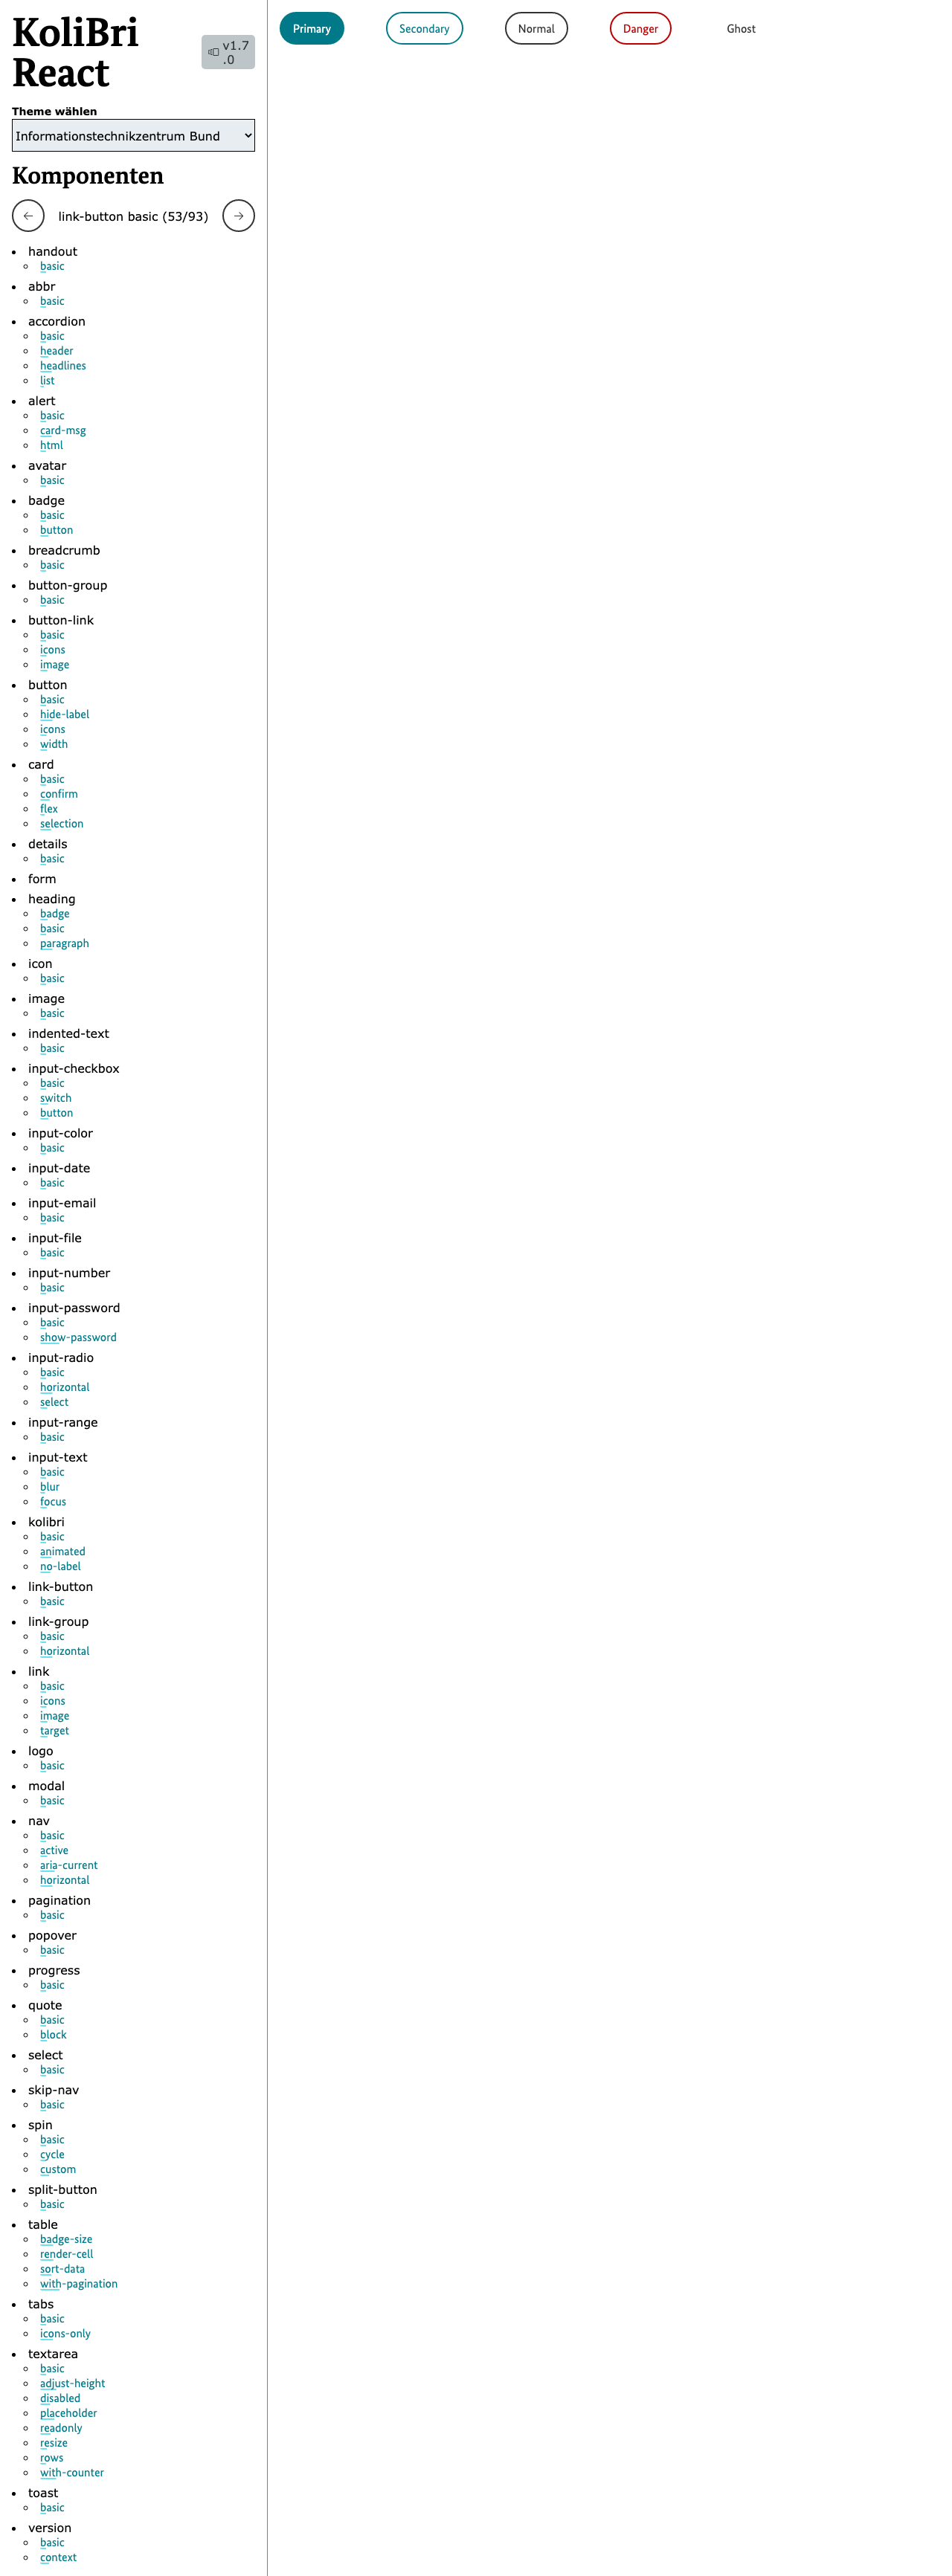 KoliBri
React
v1.7
.0
Theme wählen
Informationstechnikzentrum Bund
Komponenten
link-button basic (53/93)
handout
basic
abbr
basic
accordion
basic
header
headlines
list
alert
basic
card-msg
html
avatar
basic
badge
basic
button
breadcrumb
basic
button-group
basic
button-link
basic
icons
image
button
basic
hide-label
icons
width
card
basic
confirm
flex
selection
details
basic
form
heading
badge
basic
paragraph
icon
basic
image
basic
indented-text
basic
input-checkbox
basic
switch
button
input-color
basic
input-date
basic
input-email
basic
input-file
basic
input-number
basic
input-password
basic
show-password
input-radio
basic
horizontal
select
input-range
basic
input-text
basic
blur
focus
kolibri
basic
animated
no-label
link-button
basic
link-group
basic
horizontal
link
basic
icons
image
target
logo
basic
modal
basic
nav
basic
active
aria-current
horizontal
pagination
basic
popover
basic
progress
basic
quote
basic
block
select
basic
skip-nav
basic
spin
basic
cycle
custom
split-button
basic
table
badge-size
render-cell
sort-data
with-pagination
tabs
basic
icons-only
textarea
basic
adjust-height
disabled
placeholder
readonly
resize
rows
with-counter
toast
basic
version
basic
context
Primary
Secondary
Normal
Danger
Ghost